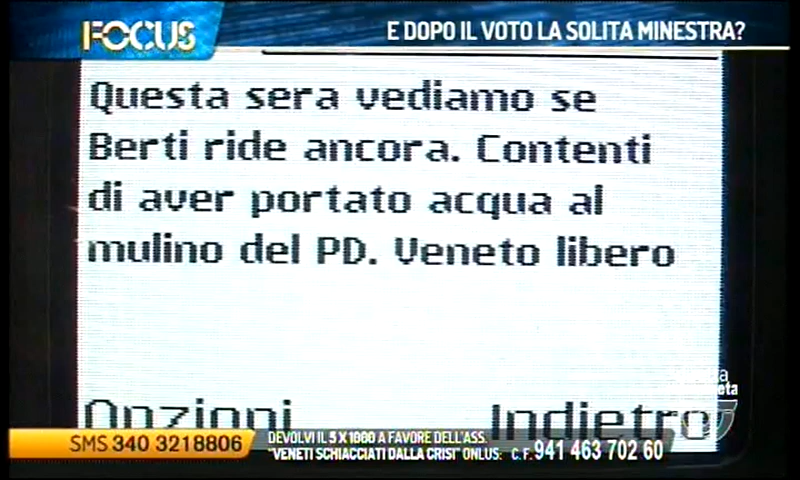 FOCUS
E DOPO IL VOTO LA SOLITA MINESTRA?
Questa sera vediamo se
Berti ride ancora. Contenti
di aver portato acqua al
mulino del PD. Veneto libero
Opzioni
Indietro
SMS 340 3218806
DEVOLVI IL 5 X 1000 A FAVORE DELL'ASS.
"VENETI SCHIACCIATI DALLA CRISI" ONLUS: C.F. 941 463 702 60